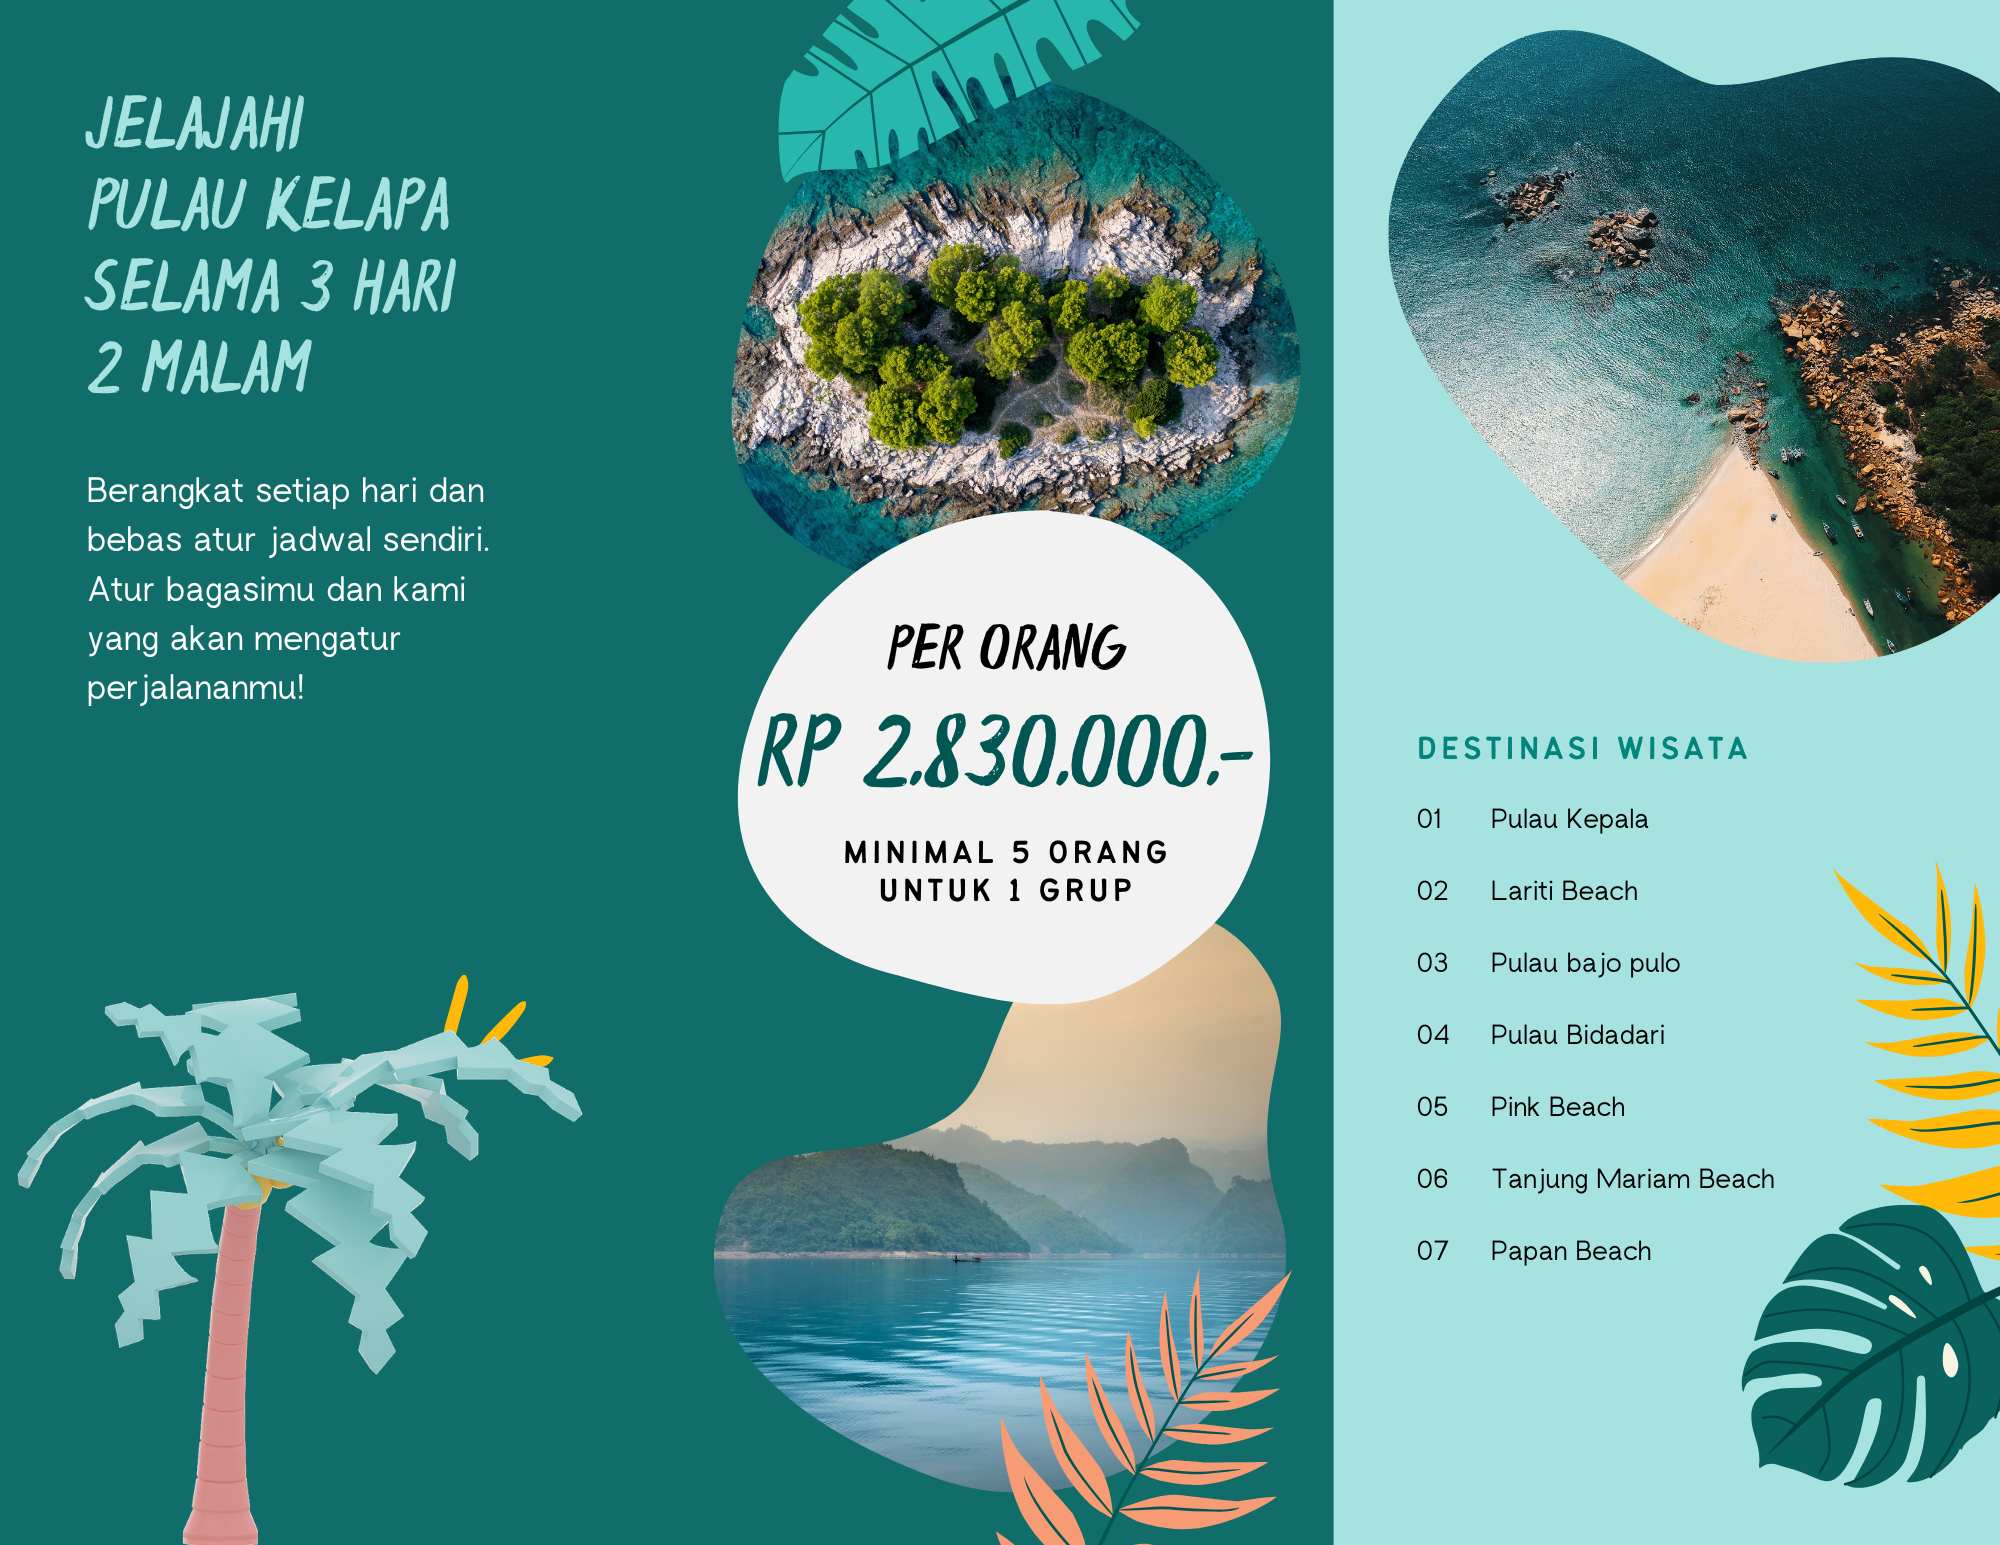 JELAJAHI
PULAU KELAPA
SELAMA 3 HARI
2 MALAM
Berangkat setiap hari dan
bebas atur jadwal sendiri.
Atur bagasimu dan kami
yang akan mengatur
perjalananmu!
PER ORANG
RP 2.830.000.-
MINIMAL 5 ORANG
UNTUK 1 GRUP
DESTINASI WISATA
01 Pulau Kepala
02 Lariti Beach
03 Pulau bajo pulo
04 Pulau Bidadari
05 Pink Beach
06 Tanjung Mariam Beach
07 Papan Beach